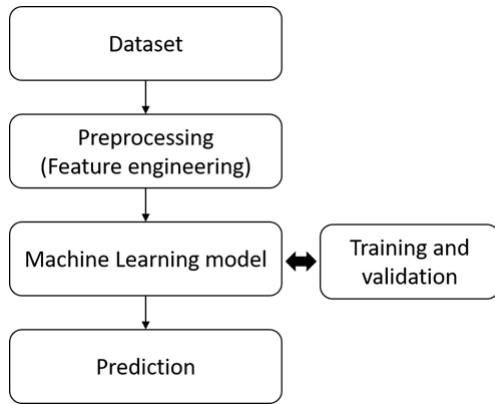 Dataset
Preprocessing
(Feature engineering)
Machine Learning model
Training and
validation
Prediction